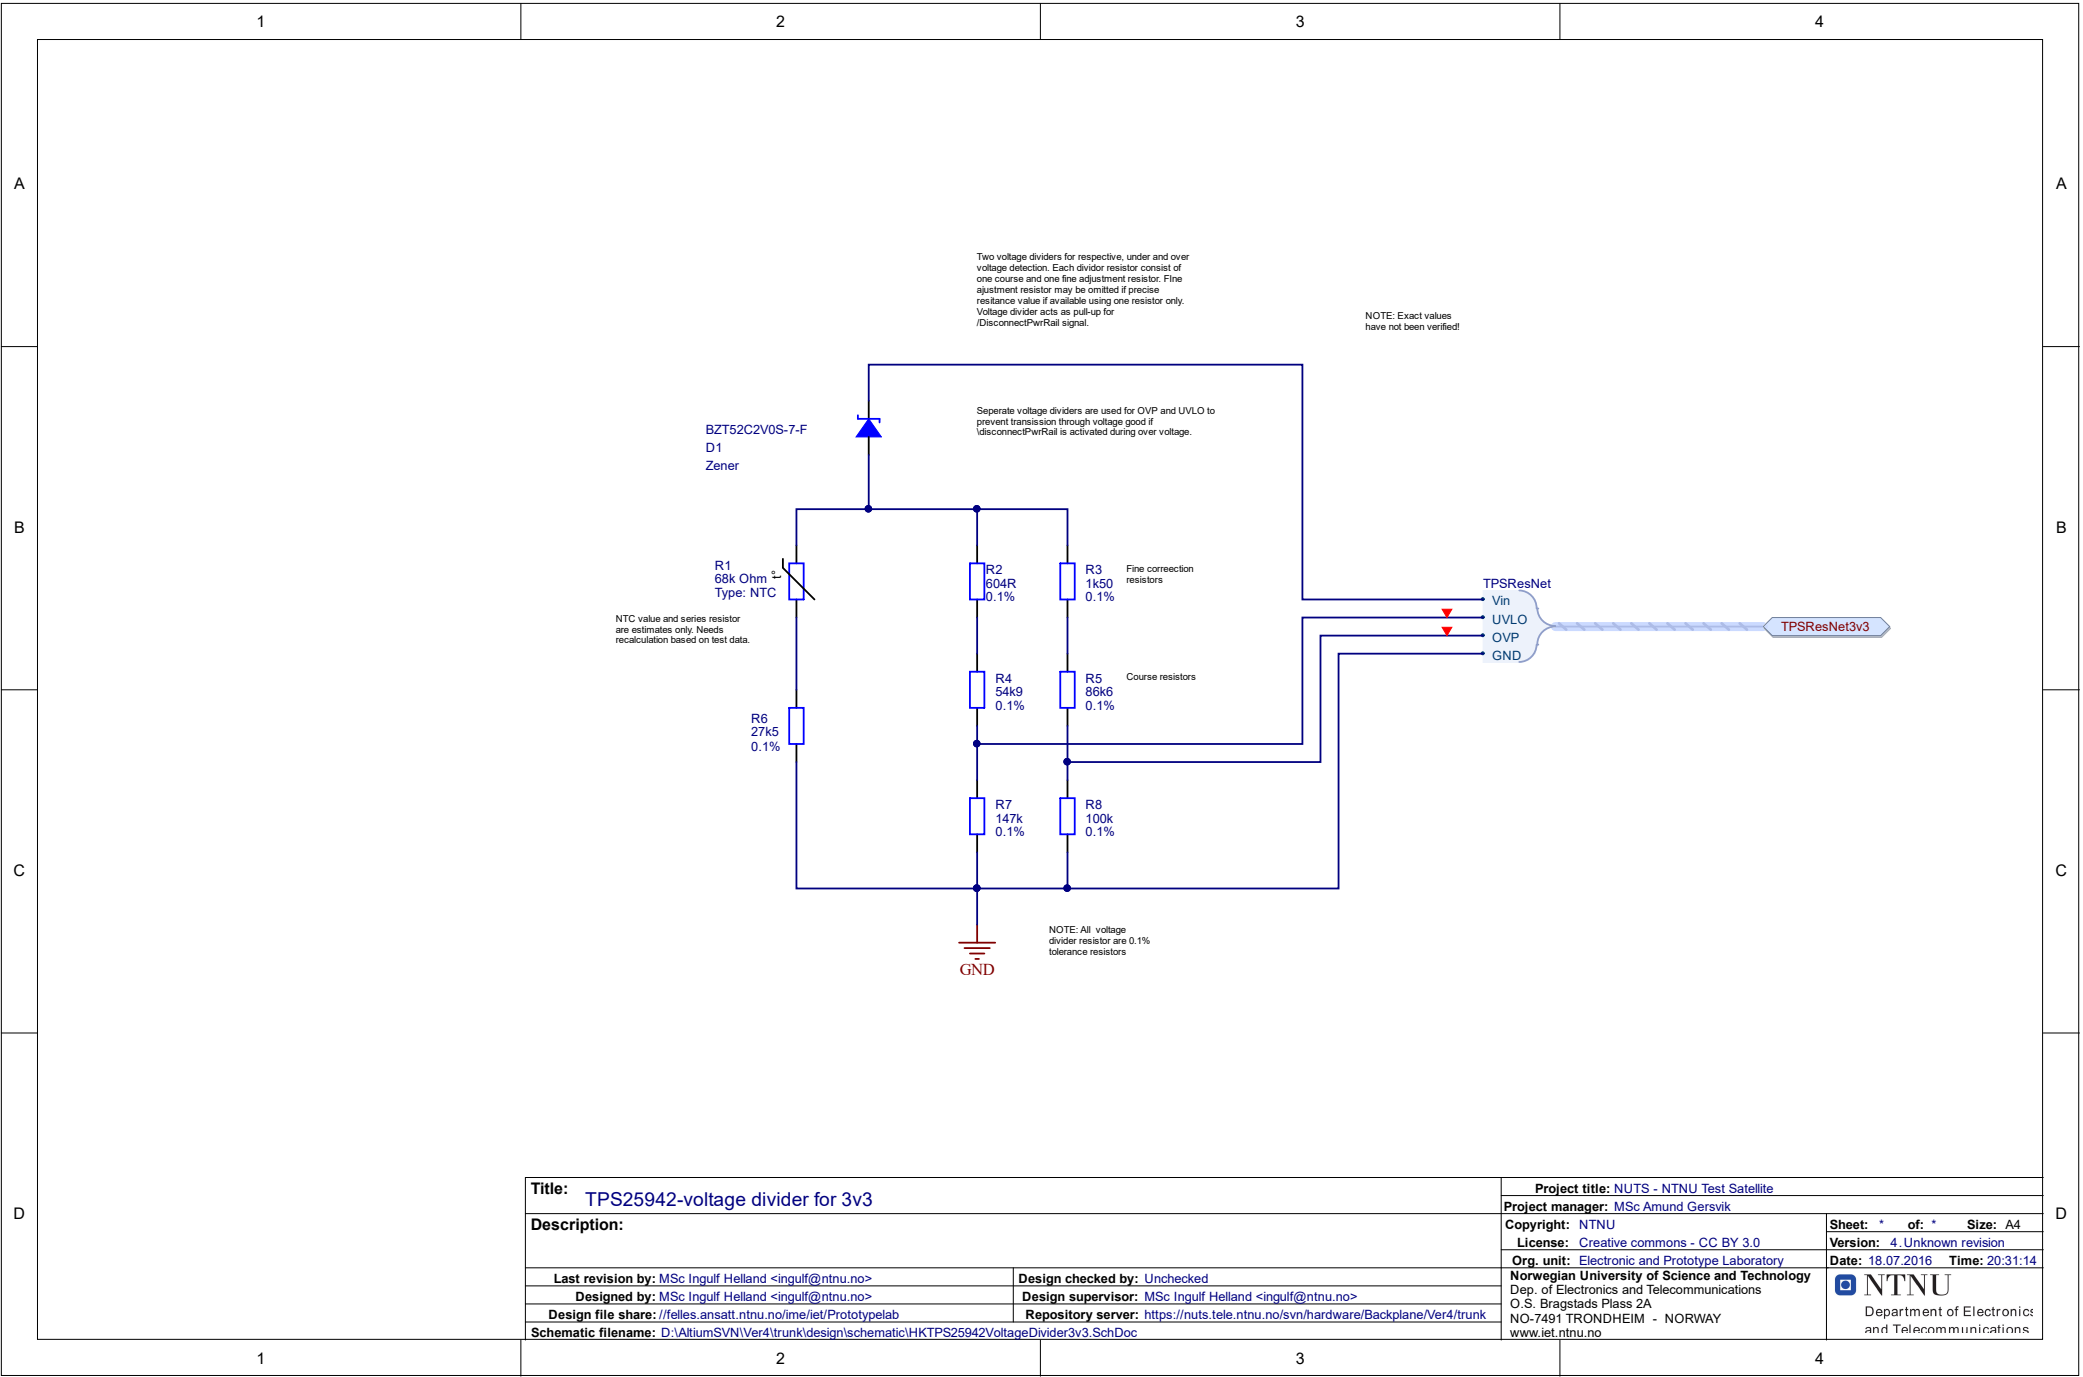 1 2 3 4
A A
Two voltage dividers for respective, under and over
voltage detection. Each dividor resistor consist of
one course and one fine adjustment resistor. FIne
ajustment resistor may be omitted if precise
resitance value if available using one resistor only.
Voltage divider acts as pull-up for
/DisconnectPwrRail signal.
NOTE: Exact values
have not been verified!
Seperate voltage dividers are used for OVP and UVLO to
prevent transission through voltage good if
\disconnectPwrRail is activated during over voltage.
BZT52C2V0S-7-F
D1
Zener
B B
R1
68k Ohm
Type: NTC
t°
NTC value and series resistor
are estimates only. Needs
recalculation based on test data.
R2
604R
0.1%
R3
1k50
0.1%
Fine correection
resistors
TPSResNet
Vin
UVLO
OVP
GND
TPSResNet3v3
R4
54k9
0.1%
R5
86k6
0.1%
Course resistors
R6
27k5
0.1%
R7
147k
0.1%
R8
100k
0.1%
C C
GND
NOTE: All voltage
divider resistor are 0.1%
tolerance resistors
D D
Title: TPS25942-voltage divider for 3v3
Description:
Last revision by: MSc Ingulf Helland <ingulf@ntnu.no>
Design checked by: Unchecked
Designed by: MSc Ingulf Helland <ingulf@ntnu.no>
Design supervisor: MSc Ingulf Helland <ingulf@ntnu.no>
Design file share: //felles.ansatt.ntnu.no/ime/iet/Prototypelab
Repository server: https://nuts.tele.ntnu.no/svn/hardware/Backplane/Ver4/trunk
Schematic filename: D:\AltiumSVN\Ver4\trunk\design\schematic\HKTPS25942VoltageDivider3v3.SchDoc
Project title: NUTS - NTNU Test Satellite
Project manager: MSc Amund Gersvik
Copyright: NTNU
License: Creative commons - CC BY 3.0
Org. unit: Electronic and Prototype Laboratory
Sheet: * of: * Size: A4
Version: 4.Unknown revision
Date: 18.07.2016 Time: 20:31:14
Norwegian University of Science and Technology
Dep. of Electronics and Telecommunications
O.S. Bragstads Plass 2A
NO-7491 TRONDHEIM - NORWAY
www.iet.ntnu.no
NTNU
Department of Electronics
and Telecommunications
1 2 3 4